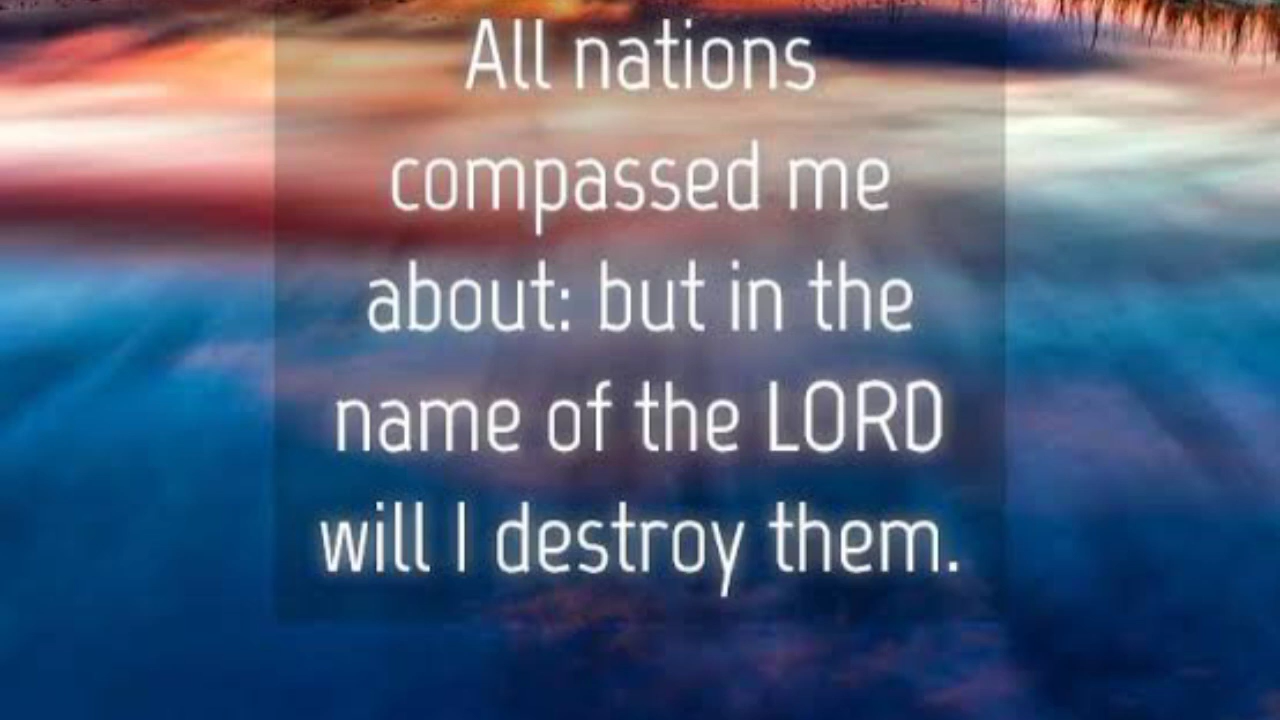 All nations
compassed me
about: but in the
name of the LORD
will I destroy them.